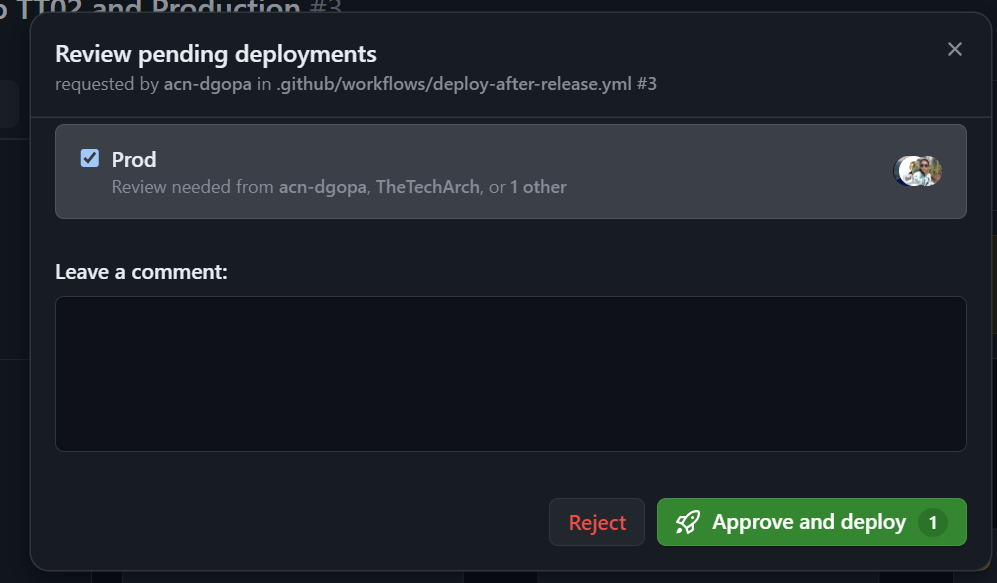 o TT02 and Production #3
Review pending deployments
requested by acn-dgopa in .github/workflows/deploy-after-release.yml #3
Prod
Review needed from acn-dgopa, TheTechArch, or 1 other
Leave a comment:
Reject
Approve and deploy 1